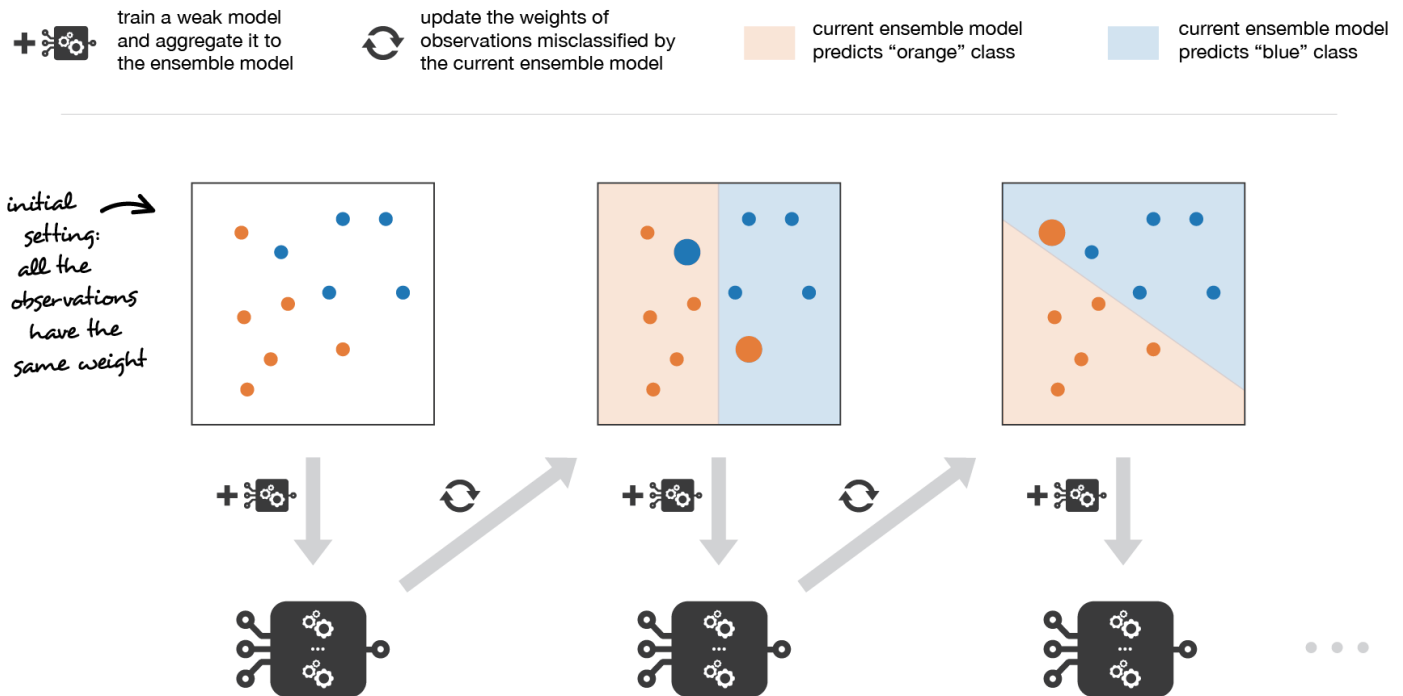 train a weak model
and aggregate it to
the ensemble model
update the weights of
observations misclassified by
the current ensemble model
current ensemble model
predicts “orange” class
current ensemble model
predicts “blue” class
initial
setting:
all the
observations
have the
same weight